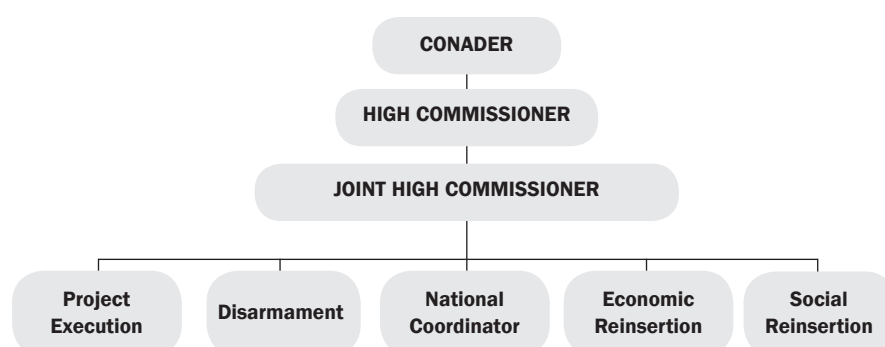 CONADER
HIGH COMMISSIONER
JOINT HIGH COMMISSIONER
Project
Execution
Disarmament
National
Coordinator
Economic
Reinsertion
Social
Reinsertion